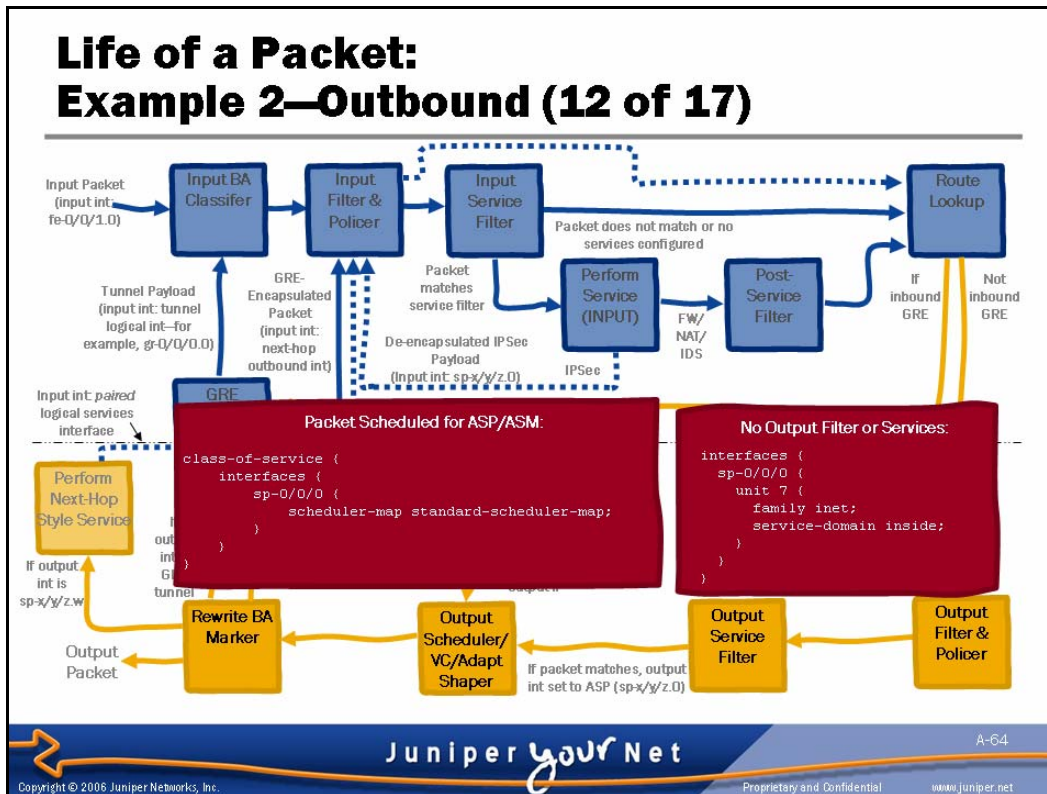 Life of a Packet:
Example 2—Outbound (12 of 17)
Input Packet
(input int:
fe-0/0/1.0)
Input BA
Classifer
Input
Filter &
Policer
Input
Service
Filter
Route
Lookup
Packet does not match or no
services configured
Packet
matches
service filter
Perform
Service
(INPUT)
FW/
NAT/
IDS
Post-
Service
Filter
If
inbound
GRE
Not
inbound
GRE
Tunnel Payload
(input int: tunnel
logical int—for
example, gr-0/0/0.0)
GRE-
Encapsulated
Packet
(input int:
next-hop
outbound int)
De-encapsulated IPSec
Payload
(Input int: sp-x/y/z.0)
IPSec
Input int: paired
logical services
interface
GRE
Packet Scheduled for ASP/ASM:
class-of-service {
interfaces {
sp-0/0/0 {
scheduler-map standard-scheduler-map;
}
}
}
No Output Filter or Services:
interfaces {
sp-0/0/0 {
unit 7 {
family inet;
service-domain inside;
}
}
}
Perform
Next-Hop
Style Service
If output
int is
sp-x/y/z.w
tunnel
Rewrite BA
Marker
Output
Packet
Output
Scheduler/
VC/Adapt
Shaper
If packet matches, output
int set to ASP (sp-x/y/z.0)
Output
Service
Filter
Output
Filter &
Policer
Juniper your Net
A-64
Copyright © 2006 Juniper Networks, Inc.
Proprietary and Confidential
www.juniper.net